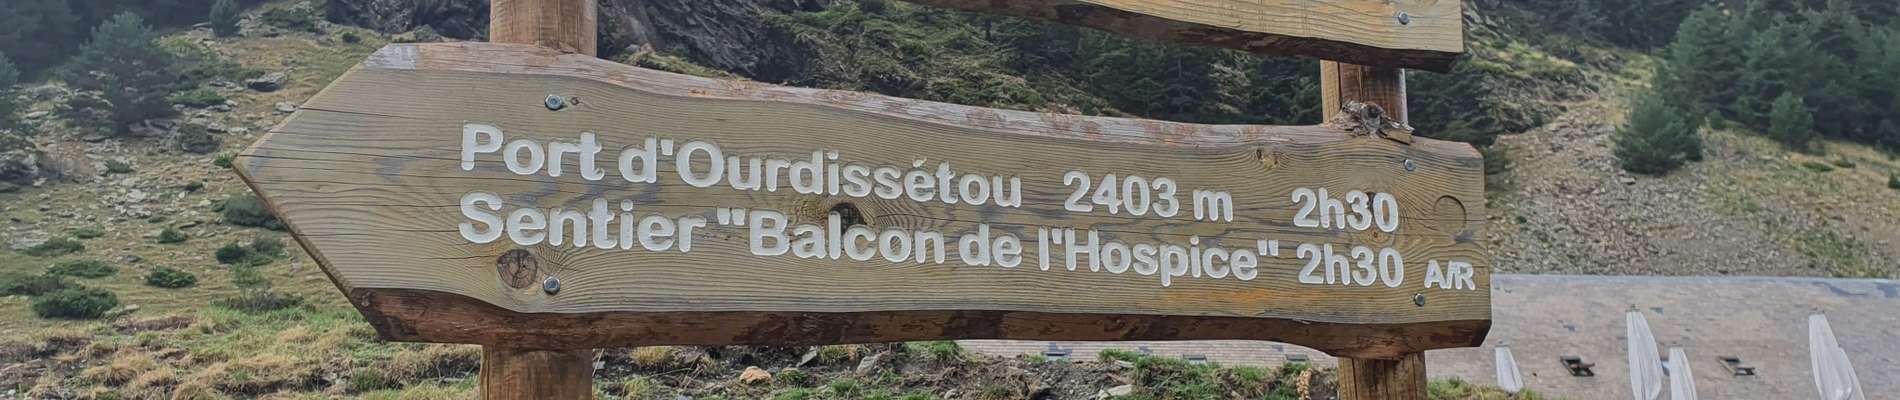 Port d'Ourdissétou 2403 m 2h30
Sentier "Balcon de l'Hospice" 2h30 A/R